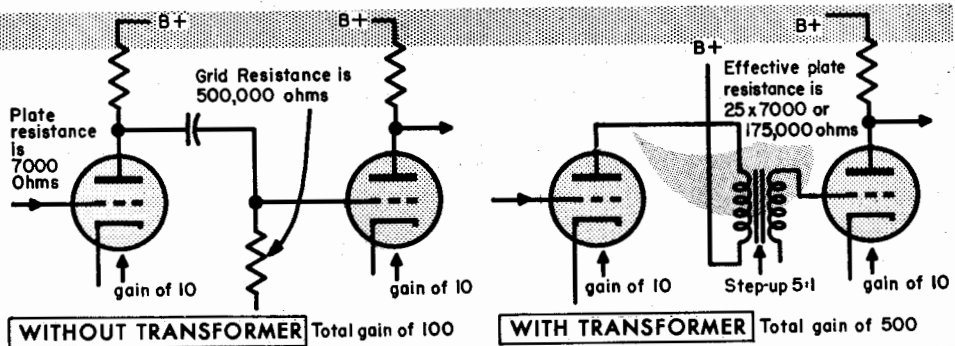 B+
B+
Grid Resistance is
500,000 ohms
Plate
resistance
is
7000
Ohms
gain of 10
gain of 10
WITHOUT TRANSFORMER Total gain of 100
B+
B+
Effective plate
resistance is
25x7000 or
175,000 ohms
gain of 10
Step-up 5:1
gain of 10
WITH TRANSFORMER Total gain of 500